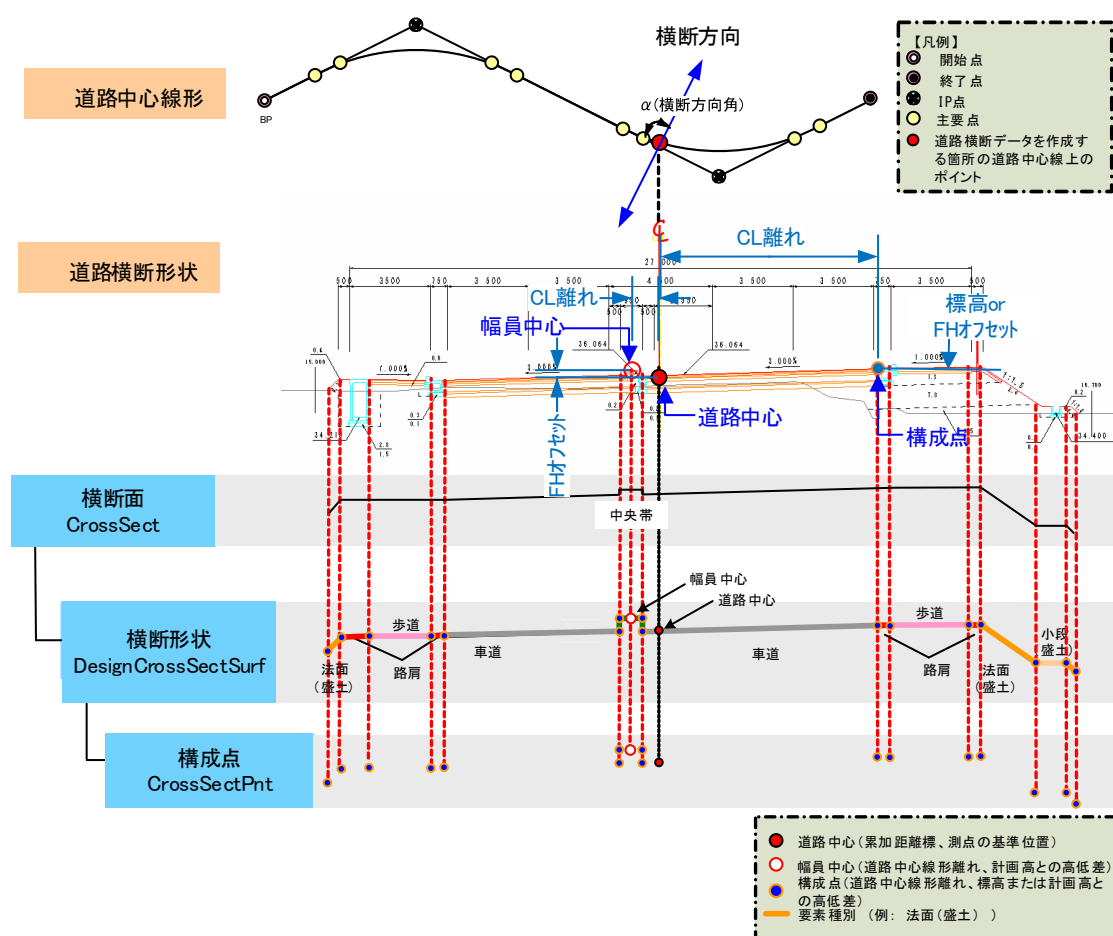 横断方向
【凡例】
開始点
終了点
IP点
主要点
道路横断データを作成す
る箇所の道路中心線上の
ポイント
道路中心線形
α(横断方向角)
BP
道路横断形状
CL離れ
27.000
500
3500
750
3 500
3 500
3 500
3 500
3 500
500
CL離れ
幅員中心
標高or
FHオフセット
36.064
36.064
0.4
15.000
0.8
3.000%
1.000%
道路中心
構成点
FHオフセット
34.400
横断面
CrossSect
中央帯
幅員中心
道路中心
横断形状
DesignCrossSectSurf
歩道
車道
車道
歩道
小段
(盛土)
法面
(盛土)
路肩
路肩
法面
(盛土)
構成点
CrossSectPnt
道路中心(累加距離標、測点の基準位置)
幅員中心(道路中心線形離れ、計画高との高低差)
構成点(道路中心線形離れ、標高または計画高と
の高低差)
要素種別 (例: 法面(盛土) )